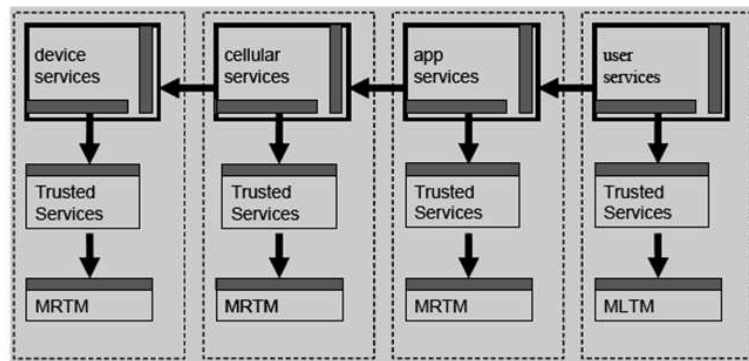 device
services
cellular
services
app
services
user
services
Trusted
Services
Trusted
Services
Trusted
Services
Trusted
Services
MRTM
MRTM
MRTM
MLTM